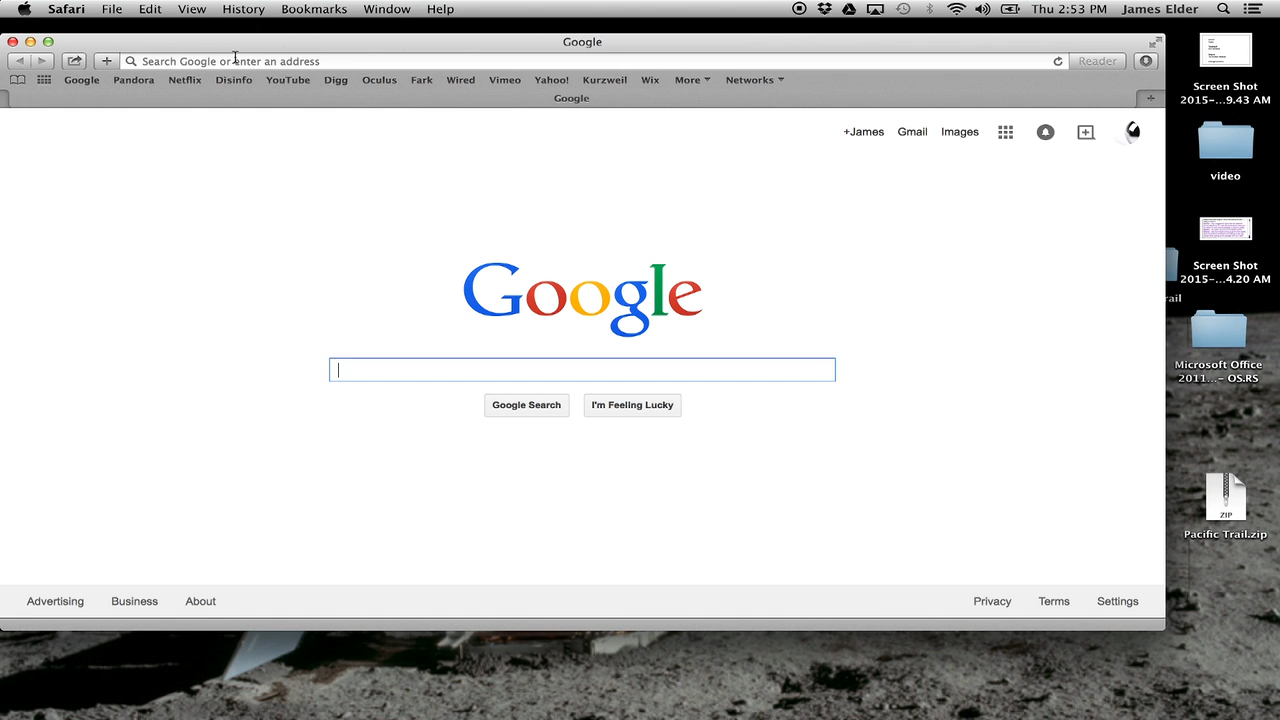 Safari File Edit View History Bookmarks Window Help Thu 2:53 PM James Elder
Google
Search Google or enter an address Reader
Google Pandora Netflix Disinfo YouTube Digg Oculus Fark Wired Vimeo Yahoo! Kurzweil Wix More Networks
Google
+James Gmail Images
Google
Google Search I'm Feeling Lucky
Advertising Business About Privacy Terms Settings
Screen Shot
2015-...9.43 AM
video
Screen Shot
2015-...4.20 AM
rail
Microsoft Office
2011...- OS.RS
ZIP
Pacific Trail.zip